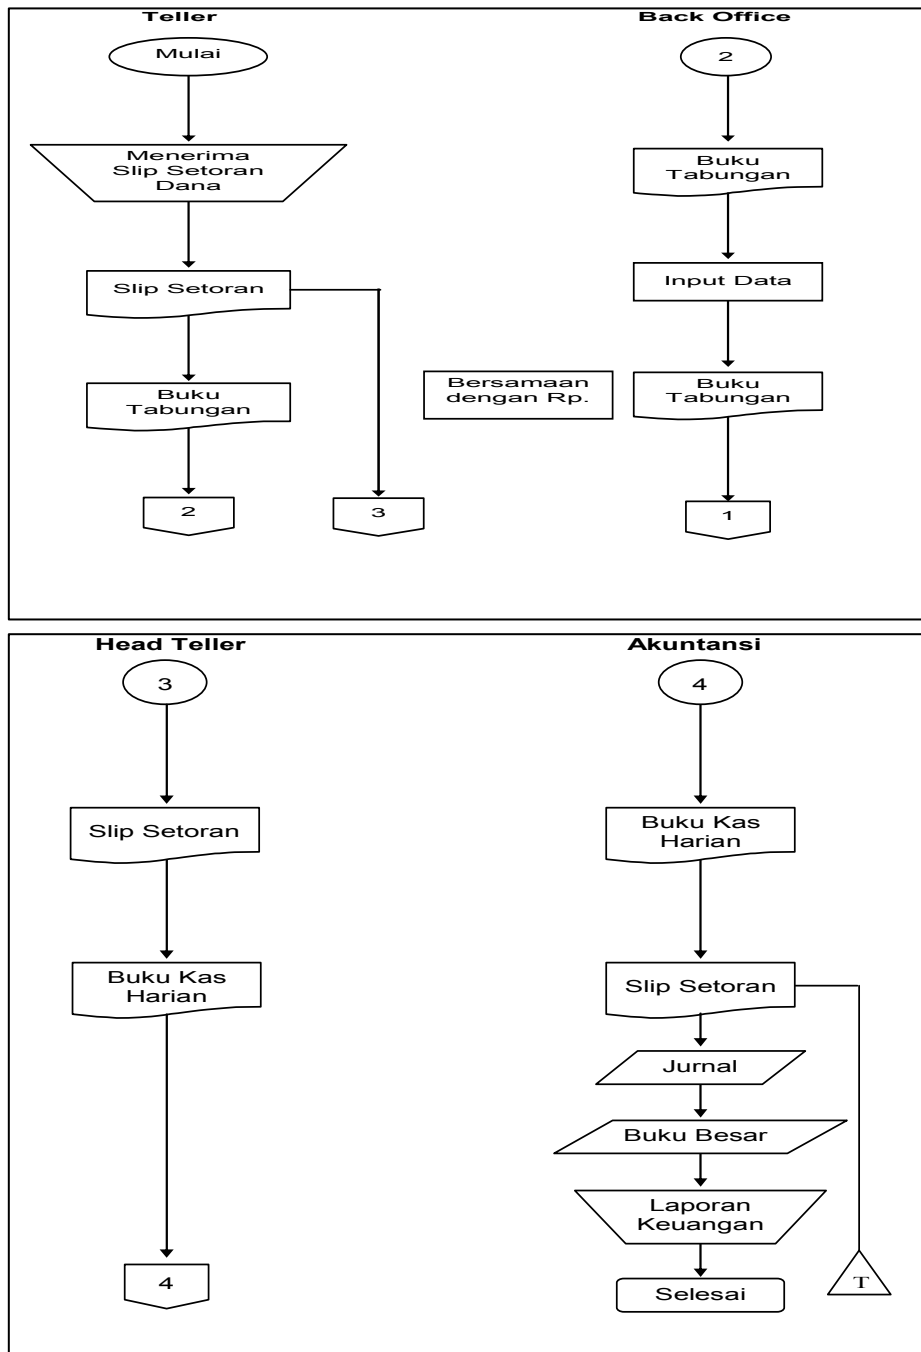 Teller
Mulai
Menerima
Slip Setoran
Dana
Slip Setoran
Buku
Tabungan
2
3
Back Office
2
Buku
Tabungan
Input Data
Bersamaan
dengan Rp.
Buku
Tabungan
1
Head Teller
3
Slip Setoran
Buku Kas
Harian
4
Akuntansi
4
Buku Kas
Harian
Slip Setoran
Jurnal
Buku Besar
Laporan
Keuangan
Selesai
T